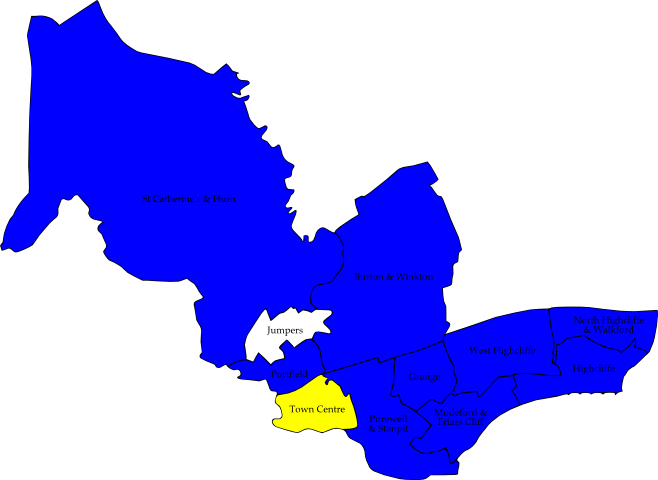 St Catherine's & Hurn
Burton & Winkton
Jumpers
North Highcliffe
& Walkford
West Highcliffe
Highcliffe
Portfield
Grange
Town Centre
Mudeford &
Friars Cliff
Purewell
& Stanpit